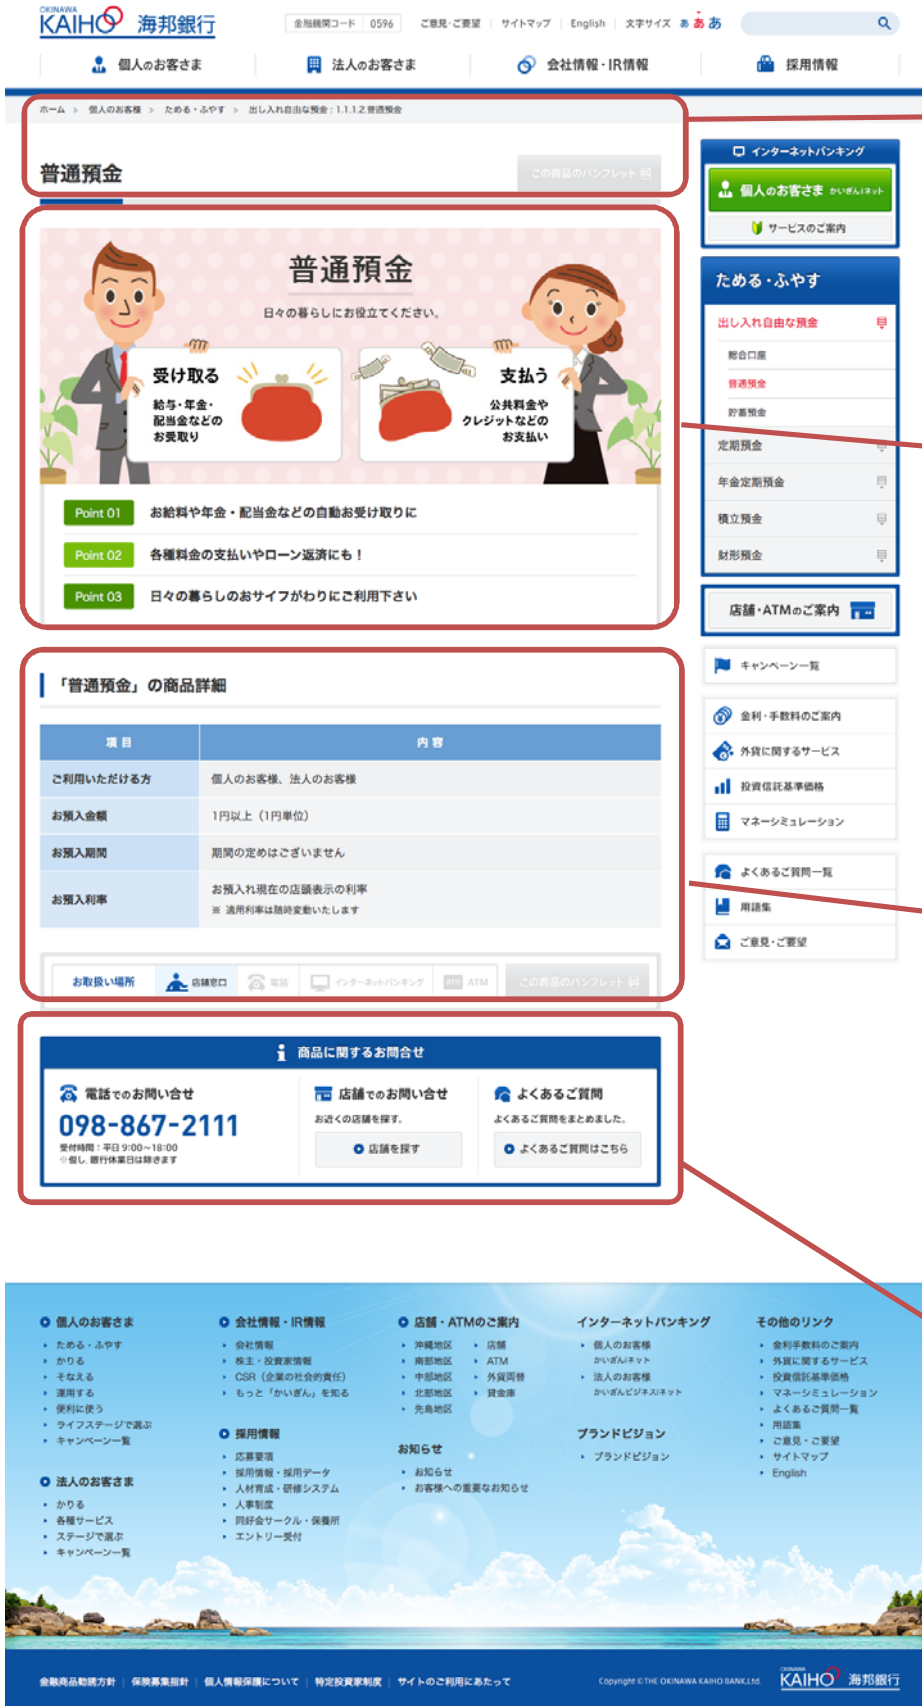 OKINAWA
KAIHO 海邦銀行
金融機関コード 0596 ご意見・ご要望 サイトマップ English 文字サイズ あ あ あ
個人のお客さま 法人のお客さま 会社情報・IR情報 採用情報
ホーム > 個人のお客様 > ためる・ふやす > 出し入れ自由な預金：1.1.1.2.普通預金
普通預金
この商品のパンフレット
普通預金
日々の暮らしにお役立てください。
受け取る
給与・年金・
配当金などの
お受取り
支払う
公共料金や
クレジットなどの
お支払い
Point 01 お給料や年金・配当金などの自動お受け取りに
Point 02 各種料金の支払いやローン返済にも！
Point 03 日々の暮らしのおサイフがわりにご利用下さい
「普通預金」の商品詳細
項目 内容
ご利用いただける方 個人のお客様、法人のお客様
お預入金額 1円以上（1円単位）
お預入期間 期間の定めはございません
お預入利率 お預入れ現在の店頭表示の利率
※ 適用利率は随時変動いたします
お取扱い場所 店舗窓口 電話 インターネットバンキング ATM ATM この商品のパンフレット
商品に関するお問合せ
電話でのお問い合せ
098-867-2111
受付時間：平日 9:00～18:00
※但し、銀行休業日は除きます
店舗でのお問い合せ
お近くの店舗を探す。
店舗を探す
よくあるご質問
よくあるご質問をまとめました。
よくあるご質問はこちら
インターネットバンキング
個人のお客さま かいぎんiネット
サービスのご案内
ためる・ふやす
出し入れ自由な預金
総合口座
普通預金
貯蓄預金
定期預金
年金定期預金
積立預金
財形預金
店舗・ATMのご案内
キャンペーン一覧
金利・手数料のご案内
外貨に関するサービス
投資信託基準価格
マネーシミュレーション
よくあるご質問一覧
用語集
ご意見・ご要望
個人のお客さま
ためる・ふやす
かりる
そなえる
運用する
便利に使う
ライフステージで選ぶ
キャンペーン一覧
法人のお客さま
かりる
各種サービス
ステージで選ぶ
キャンペーン一覧
会社情報・IR情報
会社情報
株主・投資家情報
CSR（企業の社会的責任）
もっと「かいぎん」を知る
採用情報
応募要項
採用情報・採用データ
人材育成・研修システム
人事制度
同好会サークル・保養所
エントリー受付
店舗・ATMのご案内
沖縄地区 店舗
南部地区 ATM
中部地区 外貨両替
北部地区 貸金庫
先島地区
お知らせ
お知らせ
お客様への重要なお知らせ
インターネットバンキング
個人のお客様
かいぎんiネット
法人のお客様
かいぎんビジネスiネット
ブランドビジョン
ブランドビジョン
その他のリンク
金利手数料のご案内
外貨に関するサービス
投資信託基準価格
マネーシミュレーション
よくあるご質問一覧
用語集
ご意見・ご要望
サイトマップ
English
金融商品勧誘方針 保険募集指針 個人情報保護について 特定投資家制度 サイトのご利用にあたって
Copyright © THE OKINAWA KAIHO BANK,Ltd.
OKINAWA
KAIHO 海邦銀行